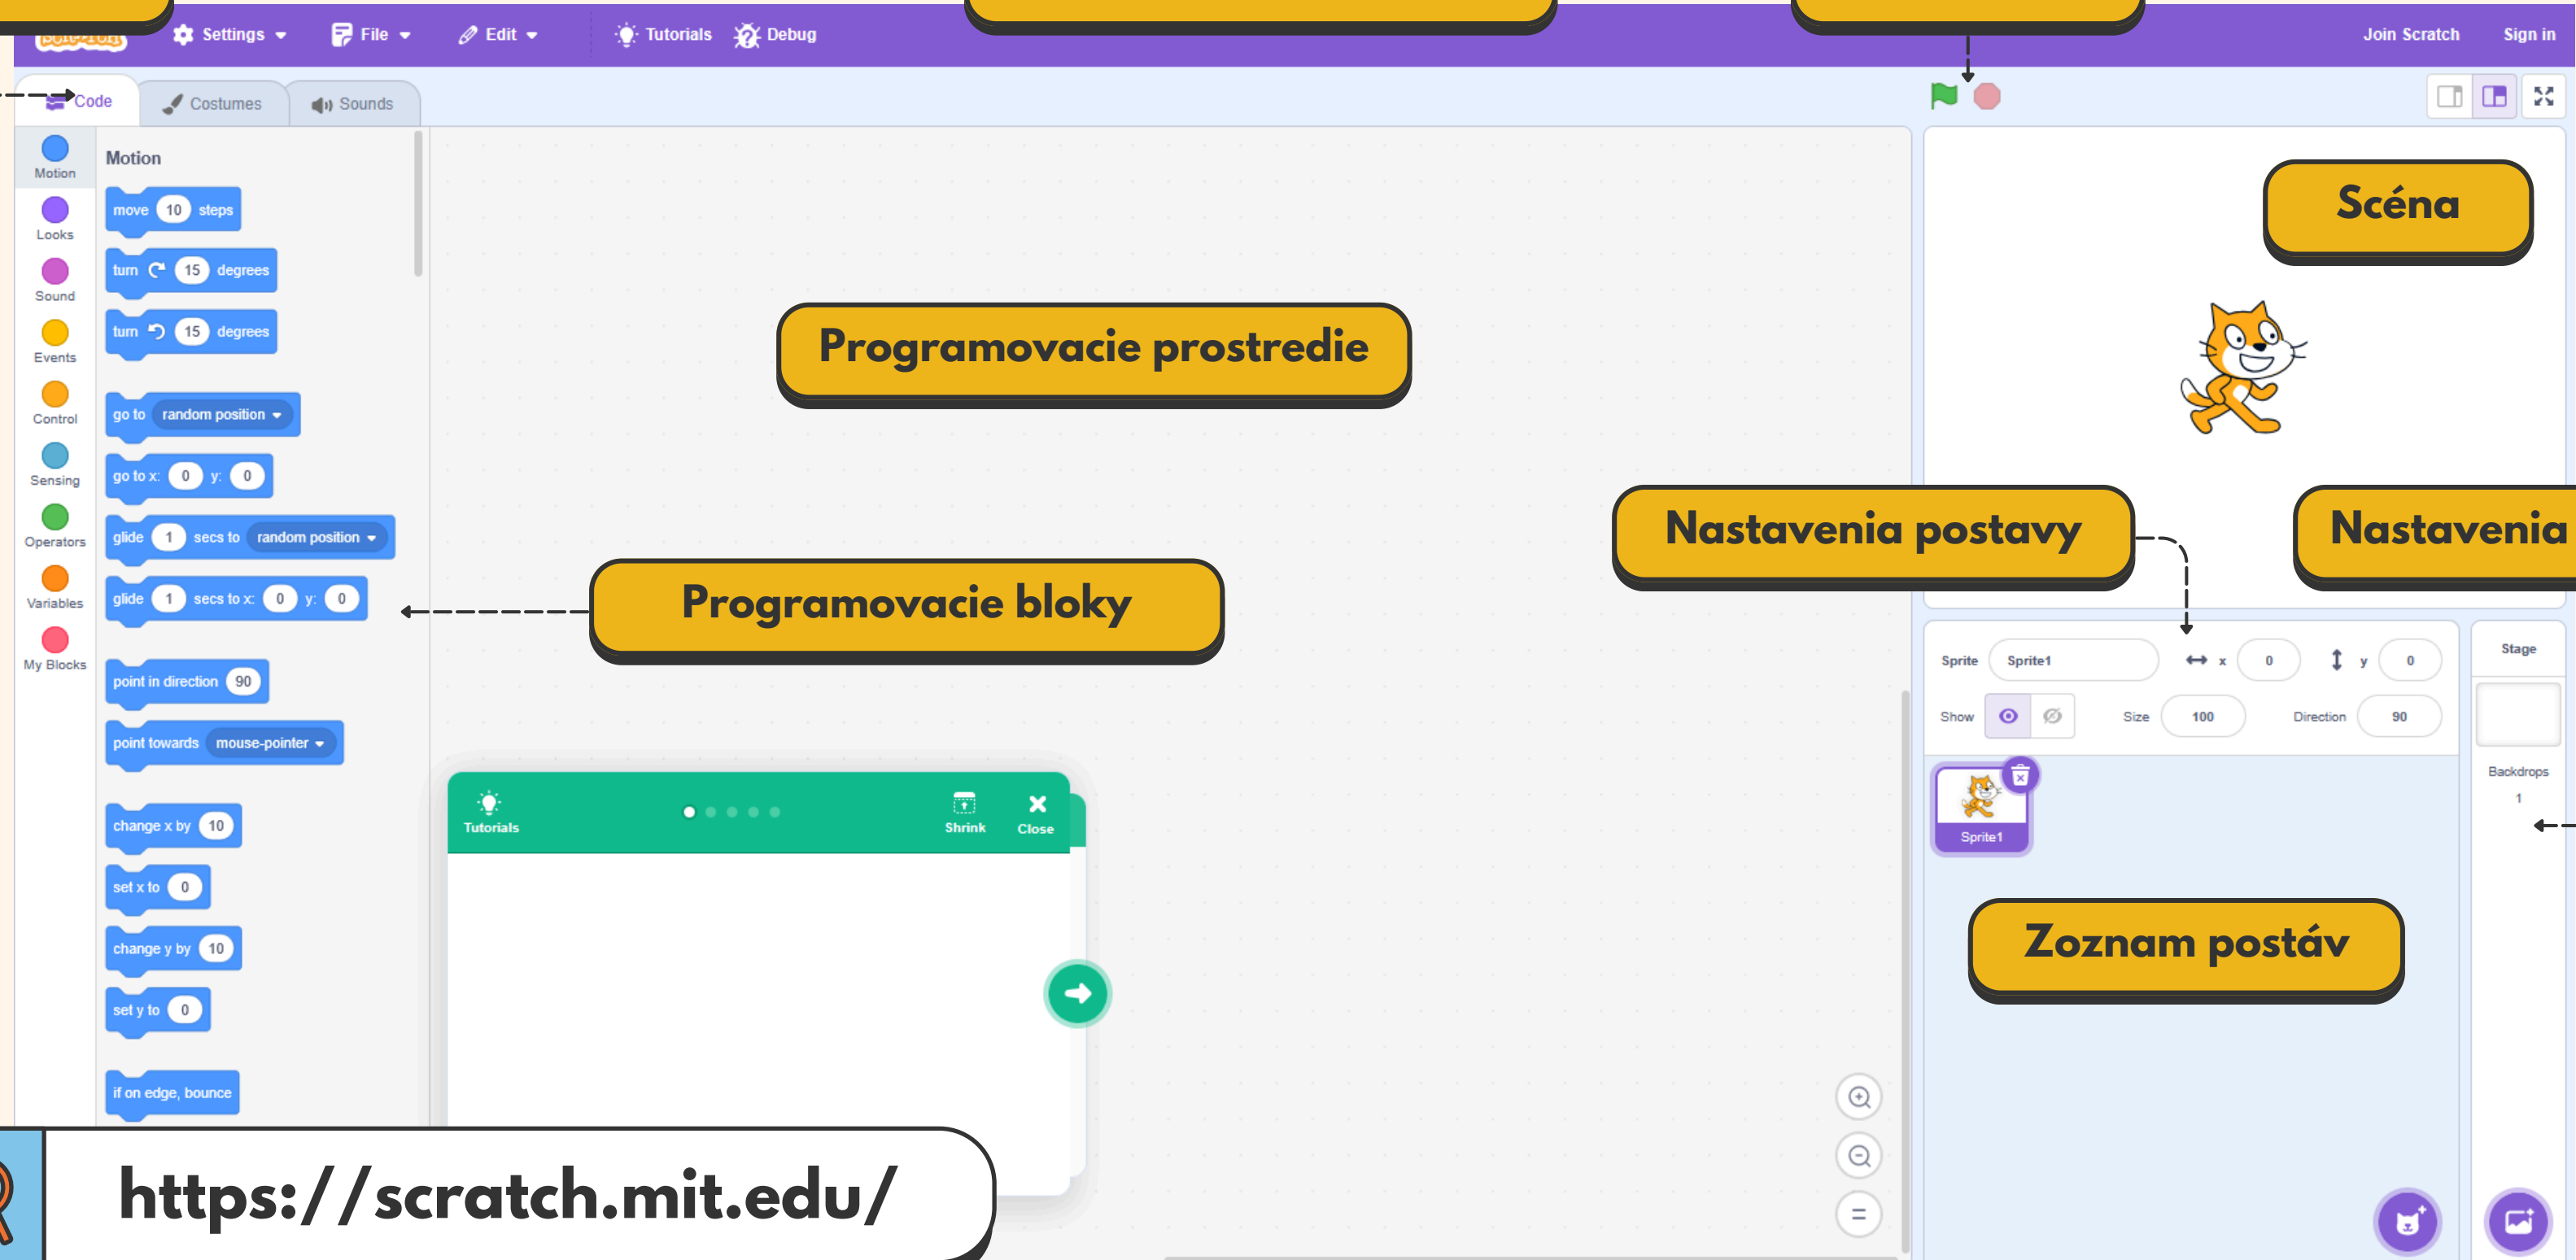 Settings
File
Edit
Tutorials
Debug
Join Scratch
Sign in
Code
Costumes
Sounds
Motion
Looks
Sound
Events
Control
Sensing
Operators
Variables
My Blocks
Motion
move 10 steps
turn 15 degrees
turn 15 degrees
go to random position
go to x: 0 y: 0
glide 1 secs to random position
glide 1 secs to x: 0 y: 0
point in direction 90
point towards mouse-pointer
change x by 10
set x to 0
change y by 10
set y to 0
if on edge, bounce
Programovacie prostredie
Programovacie bloky
Tutorials
Shrink
Close
Scéna
Nastavenia postavy
Nastavenia
Sprite Sprite1 x 0 y 0
Show Size 100 Direction 90
Sprite1
Zoznam postáv
Stage
Backdrops
1
https://scratch.mit.edu/